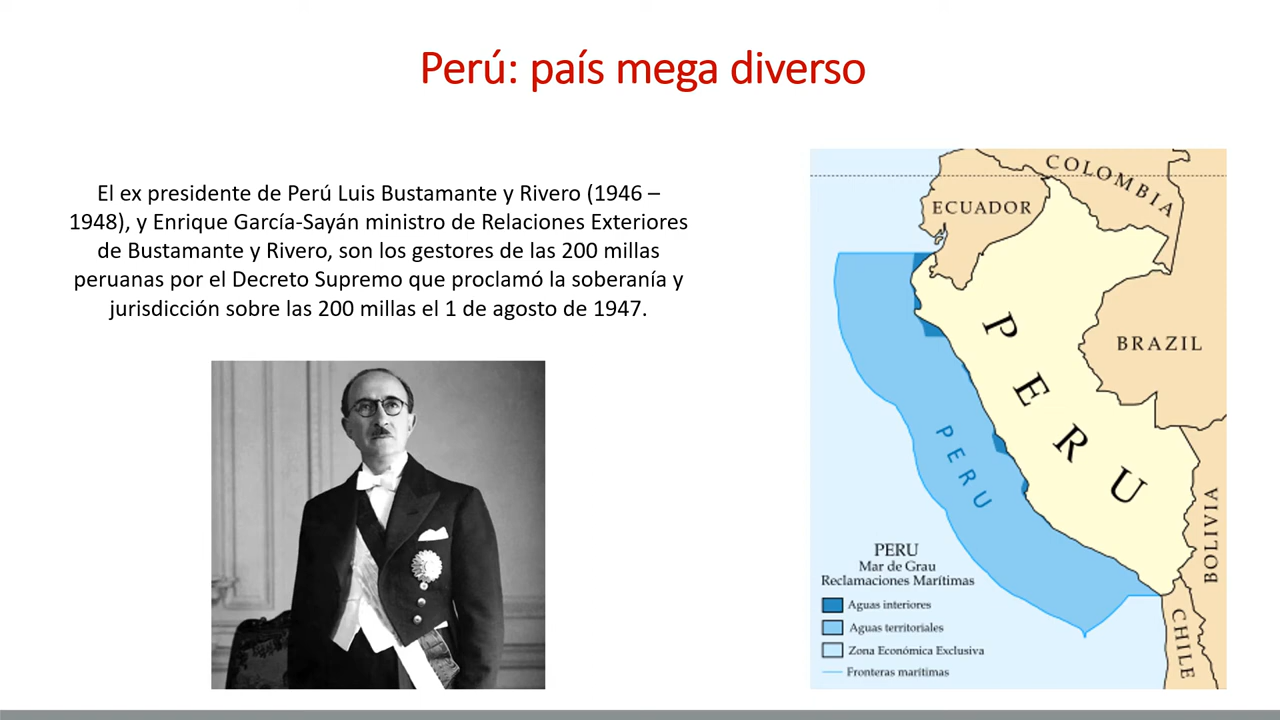 Perú: país mega diverso
El ex presidente de Perú Luis Bustamante y Rivero (1946 –
1948), y Enrique García-Sayán ministro de Relaciones Exteriores
de Bustamante y Rivero, son los gestores de las 200 millas
peruanas por el Decreto Supremo que proclamó la soberanía y
jurisdicción sobre las 200 millas el 1 de agosto de 1947.
COLOMBIA
ECUADOR
BRAZIL
PERU
PERU
BOLIVIA
CHILE
PERU
Mar de Grau
Reclamaciones Marítimas
Aguas interiores
Aguas territoriales
Zona Económica Exclusiva
Fronteras marítimas